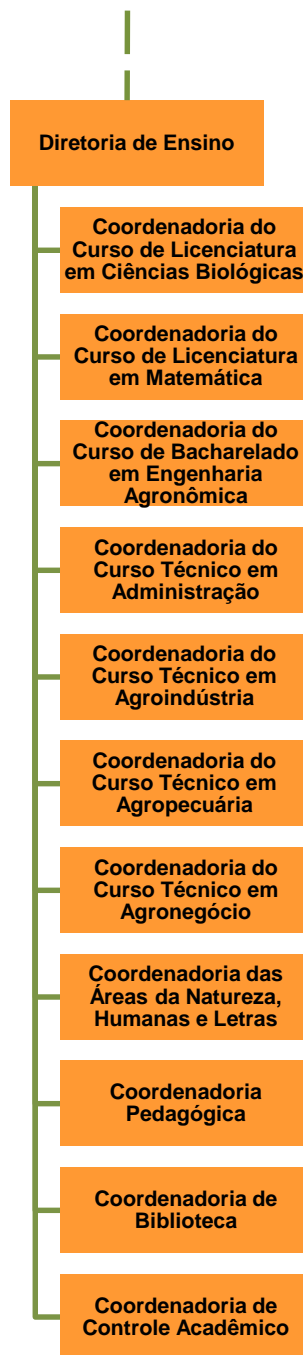 Diretoria de Ensino
Coordenadoria do
Curso de Licenciatura
em Ciências Biológicas
Coordenadoria do
Curso de Licenciatura
em Matemática
Coordenadoria do
Curso de Bacharelado
em Engenharia
Agronômica
Coordenadoria do
Curso Técnico em
Administração
Coordenadoria do
Curso Técnico em
Agroindústria
Coordenadoria do
Curso Técnico em
Agropecuária
Coordenadoria do
Curso Técnico em
Agronegócio
Coordenadoria das
Áreas da Natureza,
Humanas e Letras
Coordenadoria
Pedagógica
Coordenadoria de
Biblioteca
Coordenadoria de
Controle Acadêmico